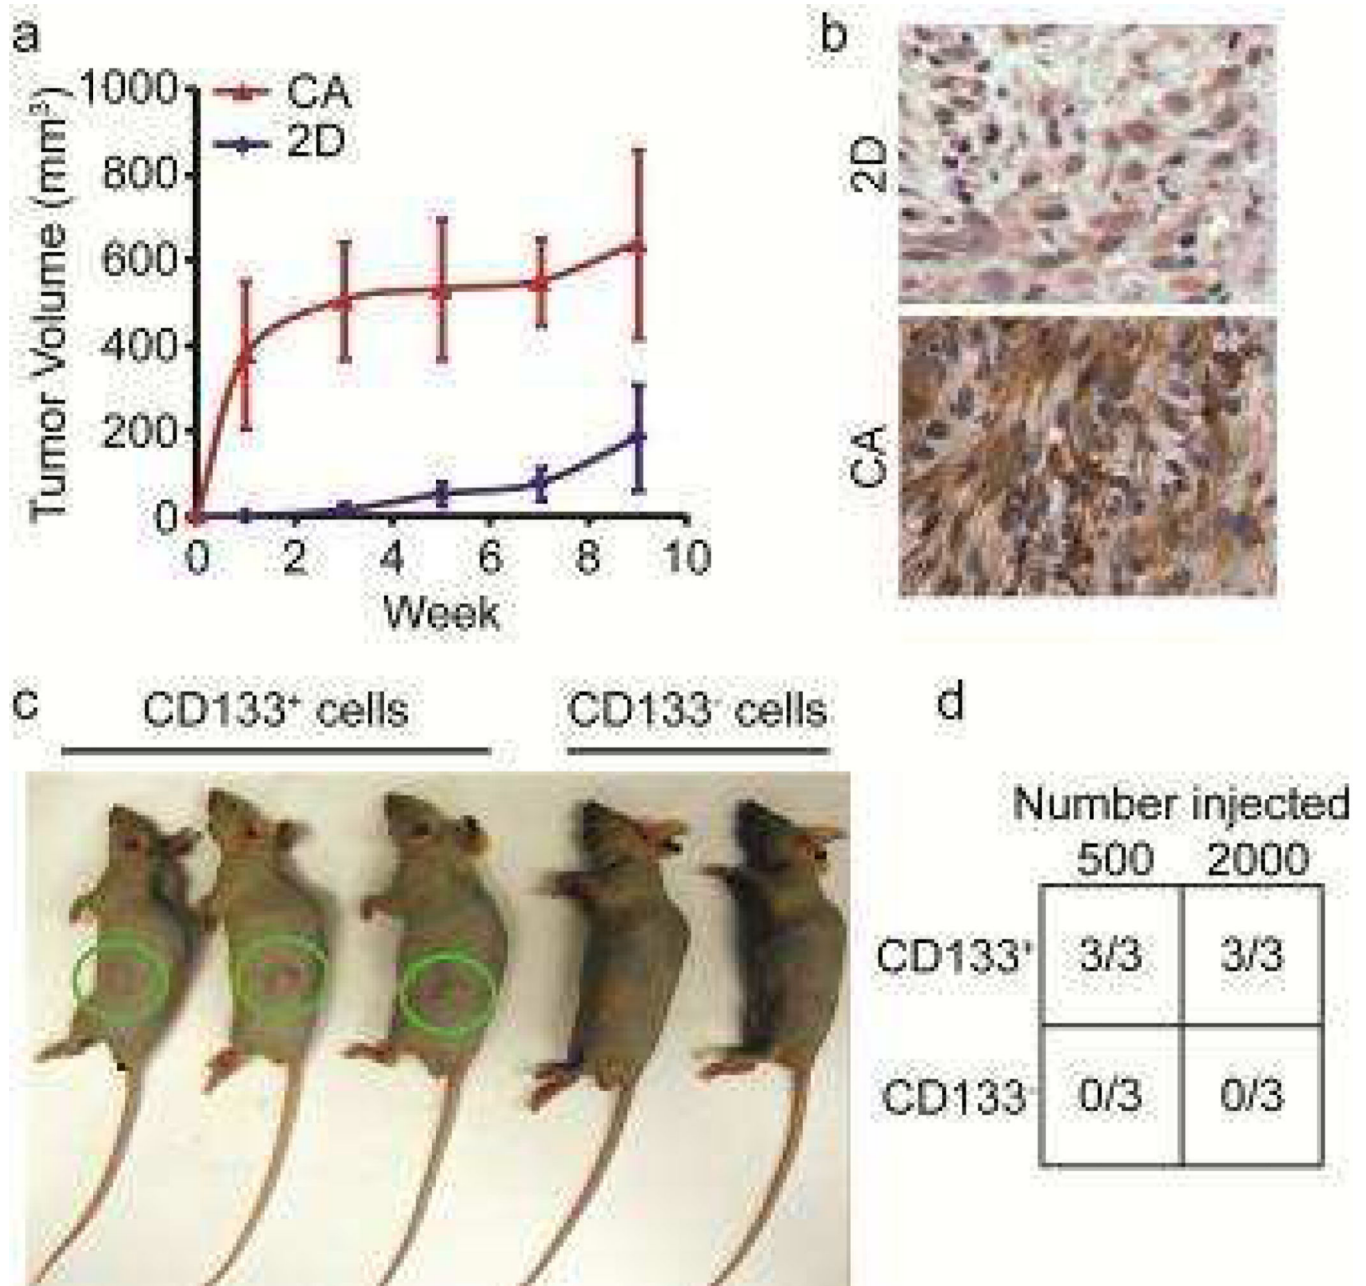 a
1000
CA
2D
800
600
400
200
0
0 2 4 6 8 10
Tumor Volume (mm³)
Week
b
2D
CA
c
CD133⁺ cells
CD133⁻ cells
d
Number injected
500 2000
CD133⁺ 3/3 3/3
CD133⁻ 0/3 0/3